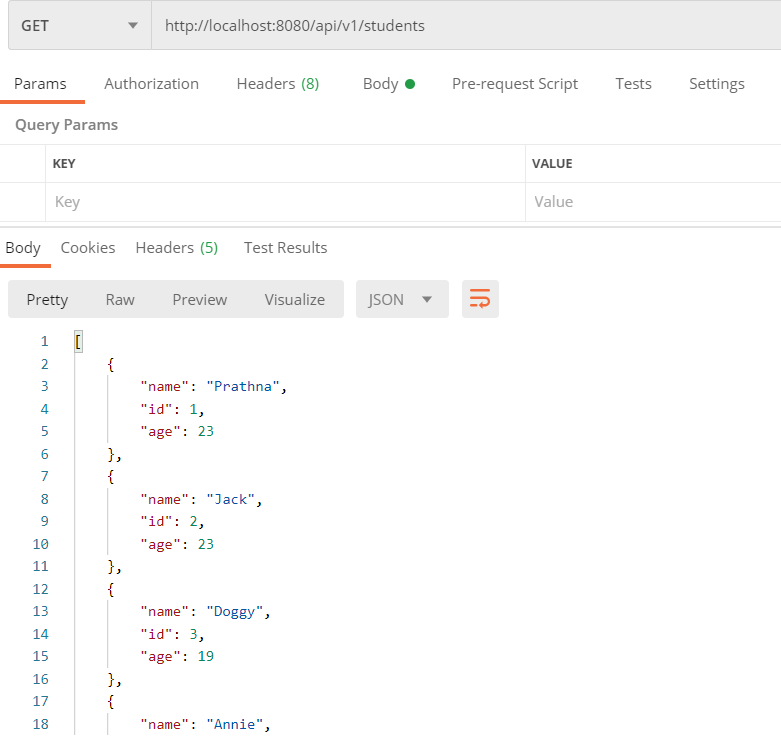 GET http://localhost:8080/api/v1/students
Params Authorization Headers (8) Body Pre-request Script Tests Settings
Query Params
KEY VALUE
Key Value
Body Cookies Headers (5) Test Results
Pretty Raw Preview Visualize JSON
1 [
2 {
3 "name": "Prathna",
4 "id": 1,
5 "age": 23
6 },
7 {
8 "name": "Jack",
9 "id": 2,
10 "age": 23
11 },
12 {
13 "name": "Doggy",
14 "id": 3,
15 "age": 19
16 },
17 {
18 "name": "Annie",